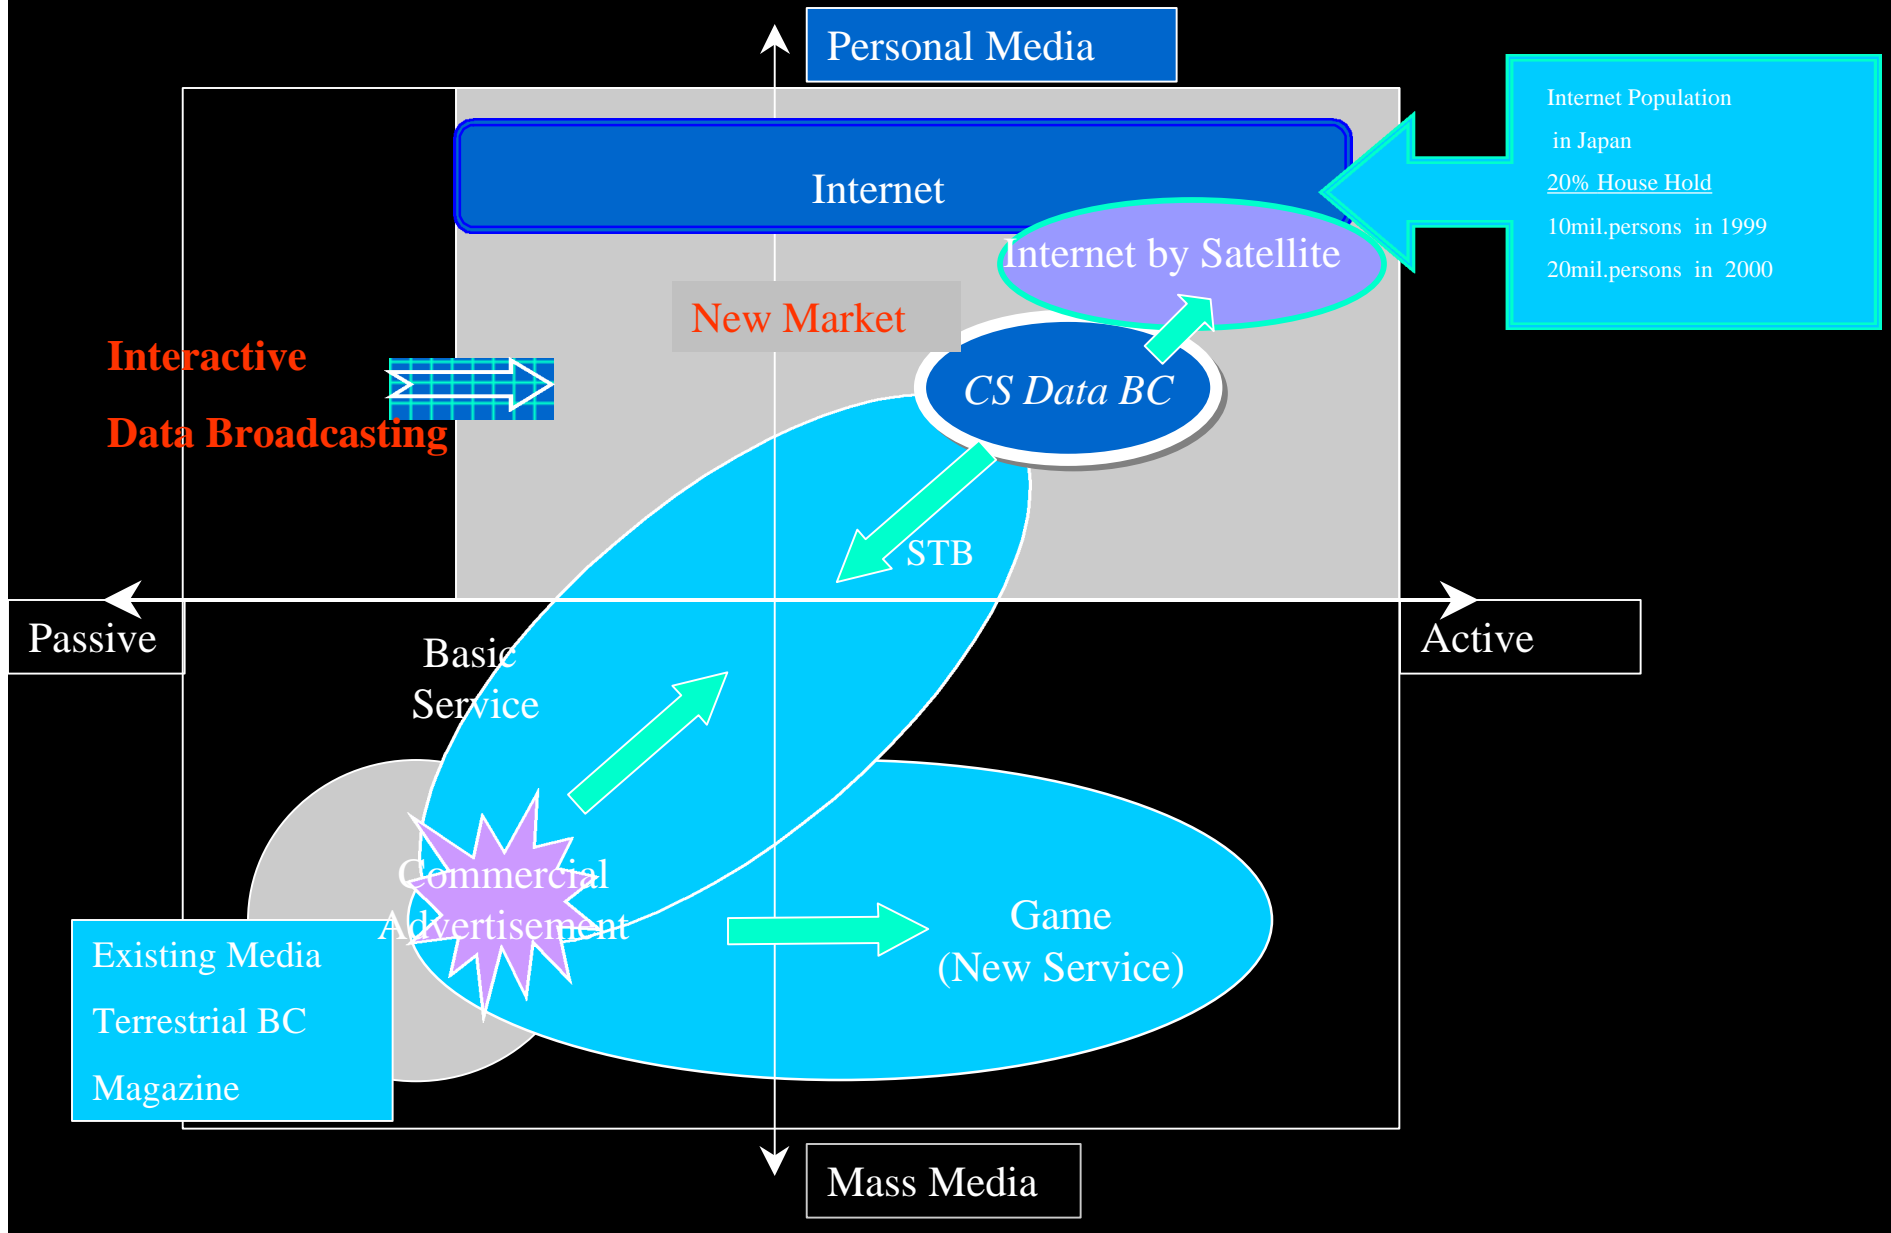 Personal Media
Internet Population
in Japan
20% House Hold
10mil.persons in 1999
20mil.persons in 2000
Internet
Internet by Satellite
New Market
Interactive
Data Broadcasting
CS Data BC
STB
Passive
Active
Basic
Service
Commercial
Advertisement
Game
(New Service)
Existing Media
Terrestrial BC
Magazine
Mass Media